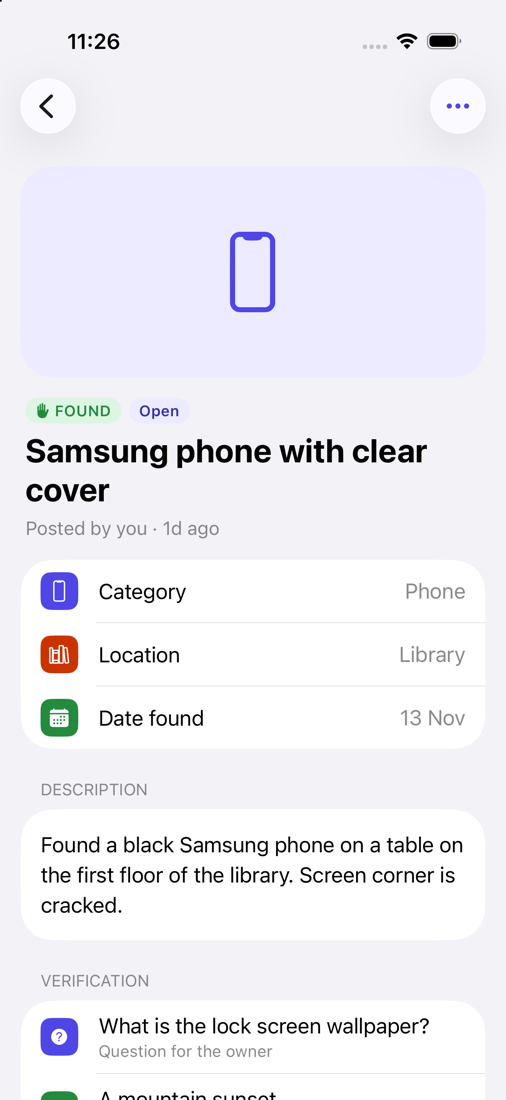 11:26
FOUND
Open
Samsung phone with clear
cover
Posted by you · 1d ago
Category
Phone
Location
Library
Date found
13 Nov
DESCRIPTION
Found a black Samsung phone on a table on
the first floor of the library. Screen corner is
cracked.
VERIFICATION
What is the lock screen wallpaper?
Question for the owner
A mountain sunset